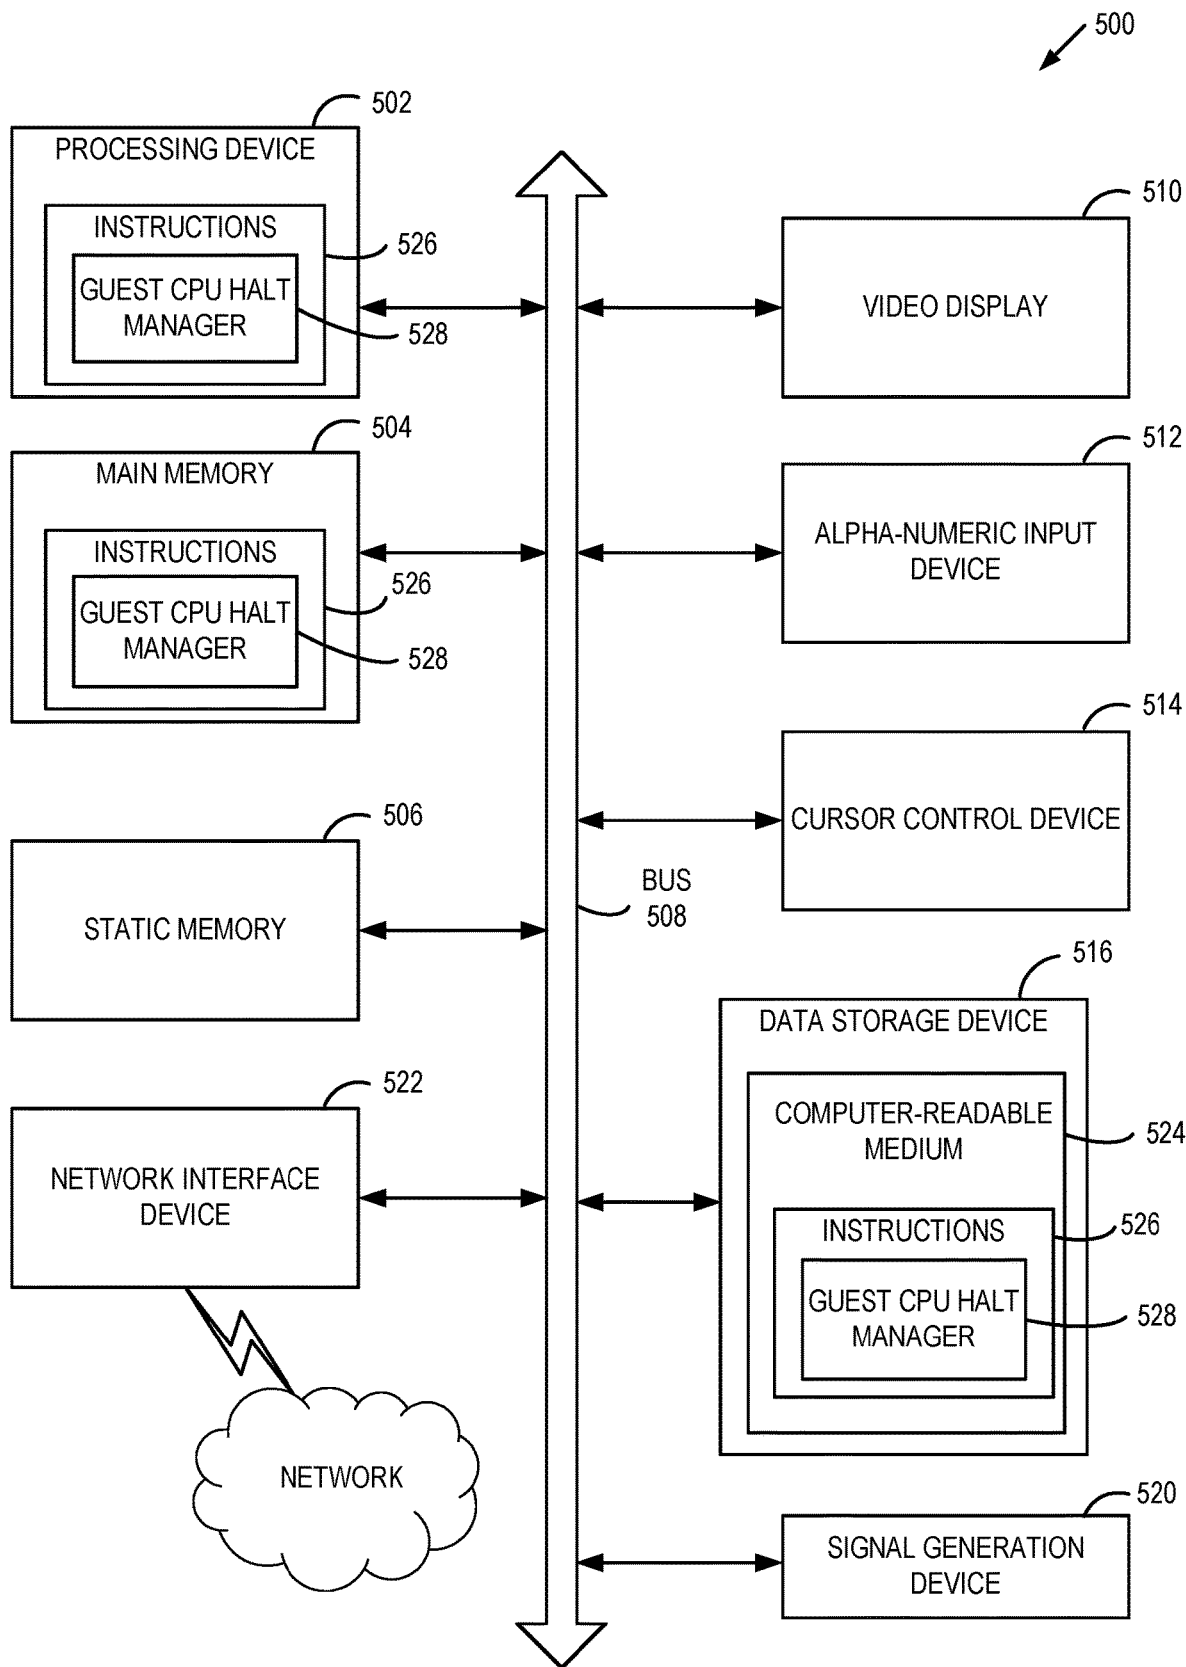 500
502
PROCESSING DEVICE
INSTRUCTIONS
526
GUEST CPU HALT
MANAGER
528
504
MAIN MEMORY
INSTRUCTIONS
526
GUEST CPU HALT
MANAGER
528
506
STATIC MEMORY
522
NETWORK INTERFACE
DEVICE
NETWORK
BUS
508
510
VIDEO DISPLAY
512
ALPHA-NUMERIC INPUT
DEVICE
514
CURSOR CONTROL DEVICE
516
DATA STORAGE DEVICE
COMPUTER-READABLE
MEDIUM
524
INSTRUCTIONS
526
GUEST CPU HALT
MANAGER
528
520
SIGNAL GENERATION
DEVICE